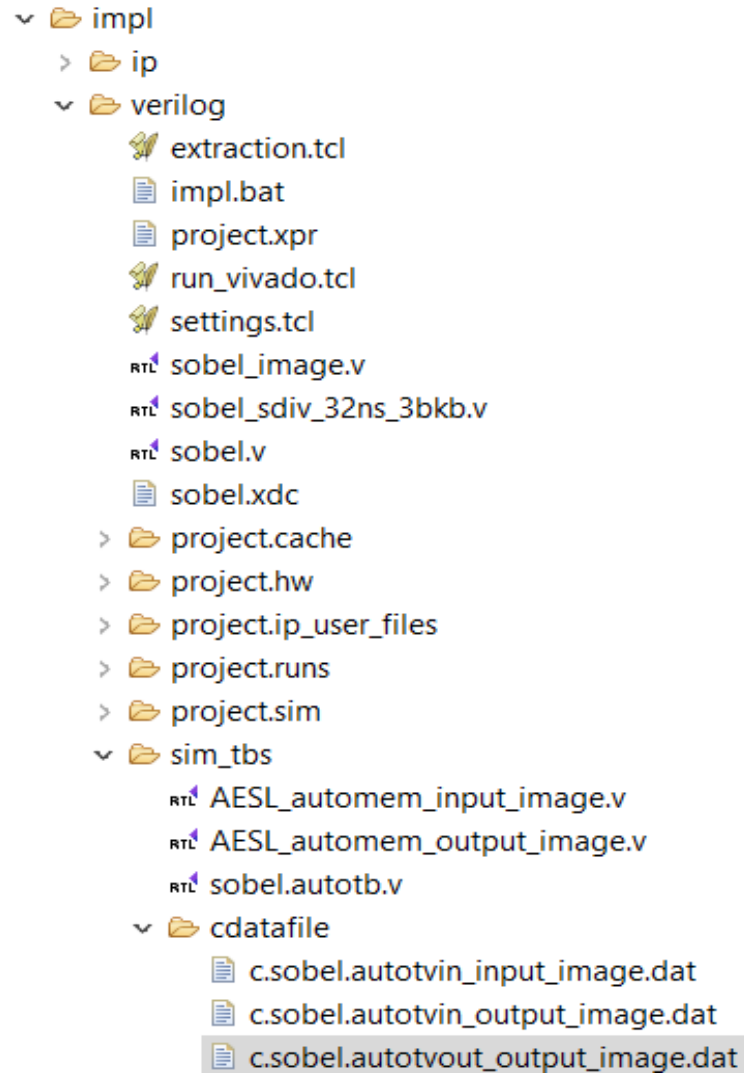 impl
ip
verilog
extraction.tcl
impl.bat
project.xpr
run_vivado.tcl
settings.tcl
RTL sobel_image.v
RTL sobel_sdiv_32ns_3bkb.v
RTL sobel.v
sobel.xdc
project.cache
project.hw
project.ip_user_files
project.runs
project.sim
sim_tbs
RTL AESL_automem_input_image.v
RTL AESL_automem_output_image.v
RTL sobel.autotb.v
cdatafile
c.sobel.autotvin_input_image.dat
c.sobel.autotvin_output_image.dat
c.sobel.autotvout_output_image.dat